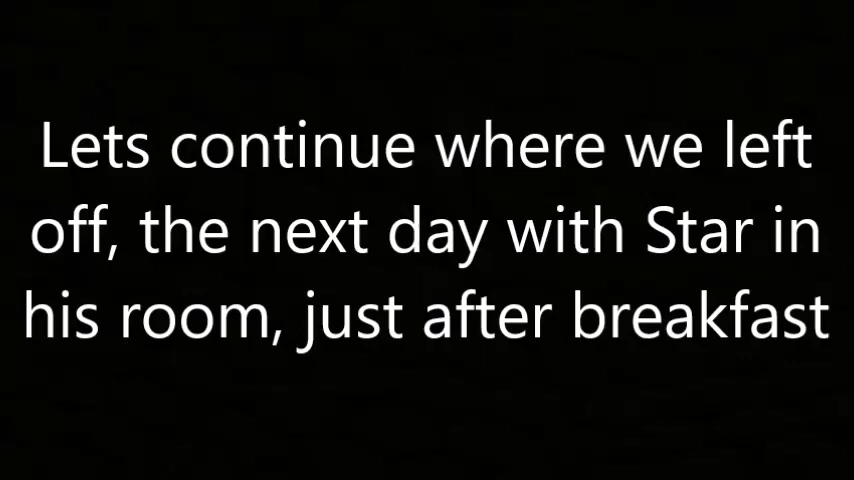 Lets continue where we left
off, the next day with Star in
his room, just after breakfast